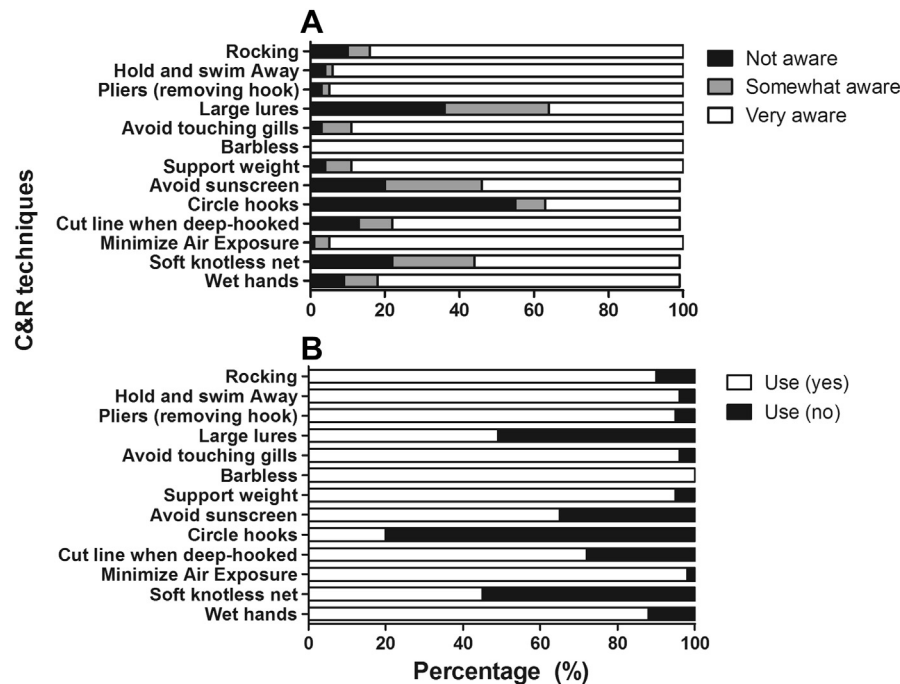 A
Rocking
Hold and swim Away
Pliers (removing hook)
Large lures
Avoid touching gills
Barbless
Support weight
Avoid sunscreen
Circle hooks
Cut line when deep-hooked
Minimize Air Exposure
Soft knotless net
Wet hands
0 20 40 60 80 100
Not aware
Somewhat aware
Very aware
C&R techniques
B
Rocking
Hold and swim Away
Pliers (removing hook)
Large lures
Avoid touching gills
Barbless
Support weight
Avoid sunscreen
Circle hooks
Cut line when deep-hooked
Minimize Air Exposure
Soft knotless net
Wet hands
0 20 40 60 80 100
Percentage (%)
Use (yes)
Use (no)